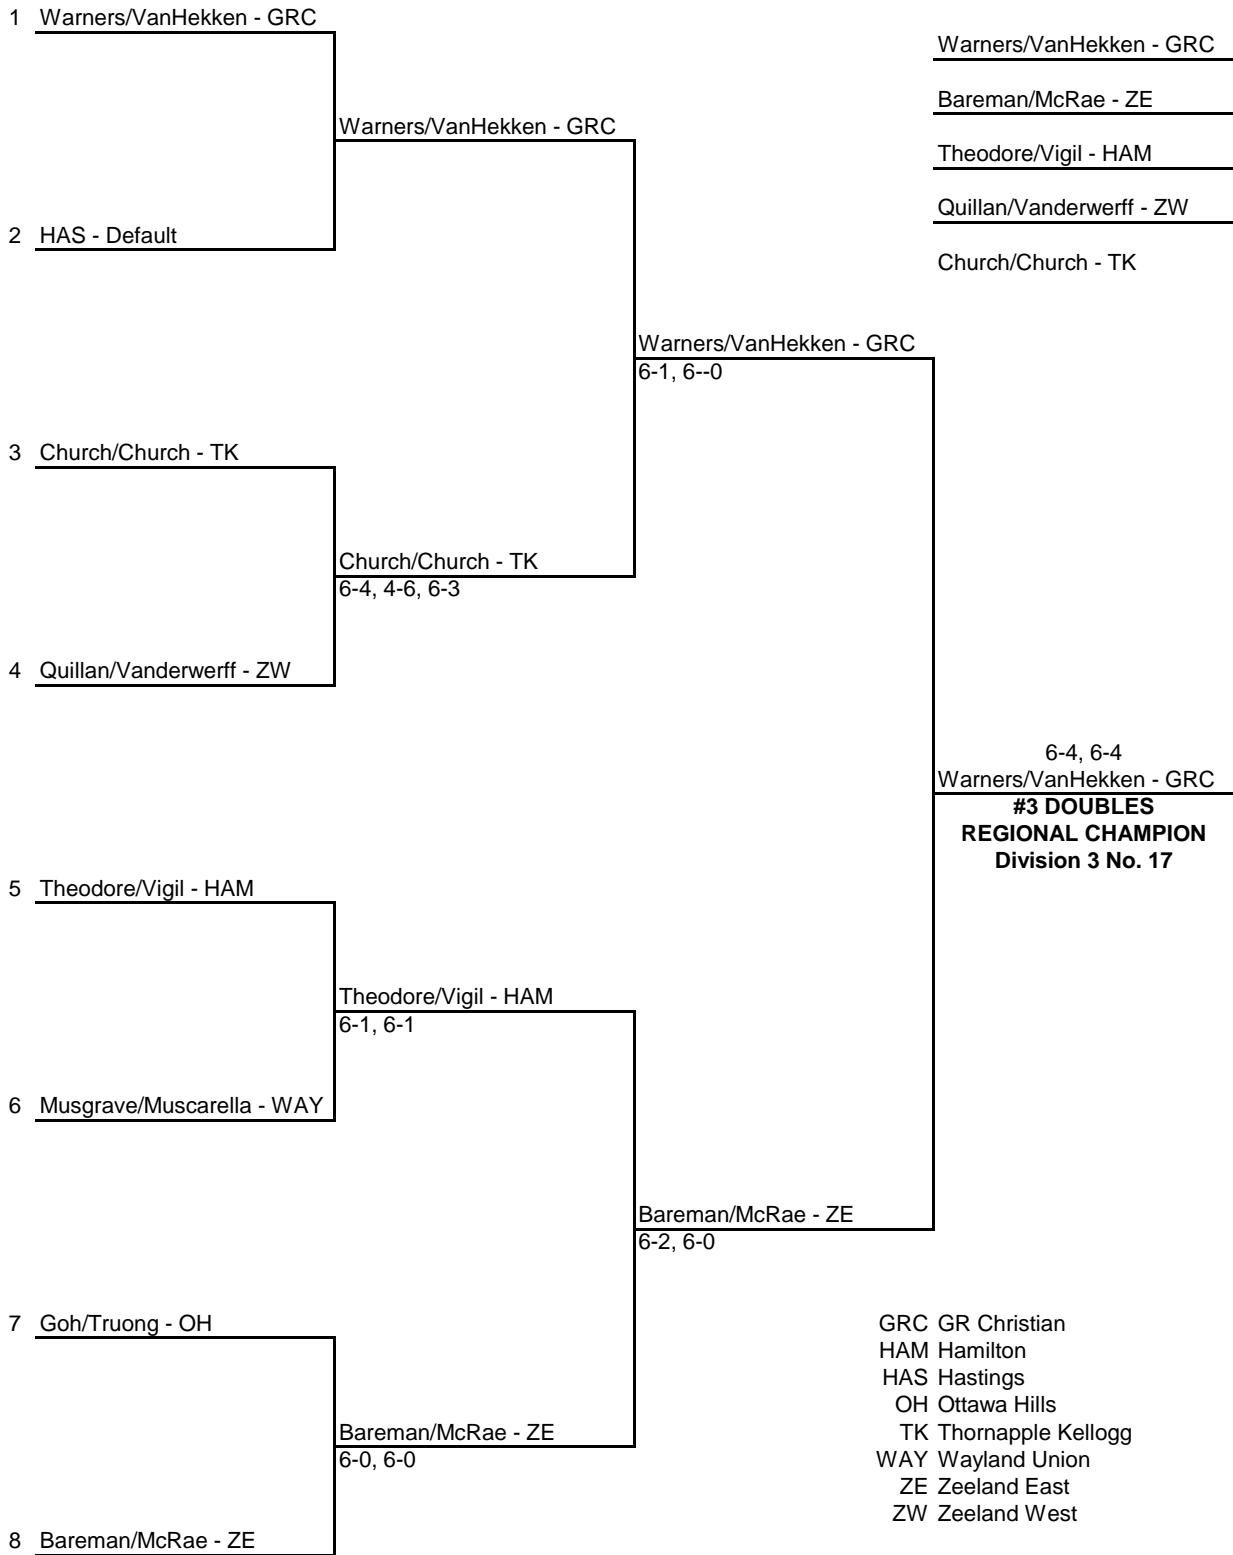 1 Warners/VanHekken - GRC
Warners/VanHekken - GRC
Bareman/McRae - ZE
Warners/VanHekken - GRC
Theodore/Vigil - HAM
Quillan/Vanderwerff - ZW
2 HAS - Default
Church/Church - TK
Warners/VanHekken - GRC
6-1, 6--0
3 Church/Church - TK
Church/Church - TK
6-4, 4-6, 6-3
4 Quillan/Vanderwerff - ZW
6-4, 6-4
Warners/VanHekken - GRC
#3 DOUBLES
REGIONAL CHAMPION
Division 3 No. 17
5 Theodore/Vigil - HAM
Theodore/Vigil - HAM
6-1, 6-1
6 Musgrave/Muscarella - WAY
Bareman/McRae - ZE
6-2, 6-0
7 Goh/Truong - OH
GRC GR Christian
HAM Hamilton
HAS Hastings
OH Ottawa Hills
TK Thornapple Kellogg
Bareman/McRae - ZE
6-0, 6-0
WAY Wayland Union
ZE Zeeland East
ZW Zeeland West
8 Bareman/McRae - ZE